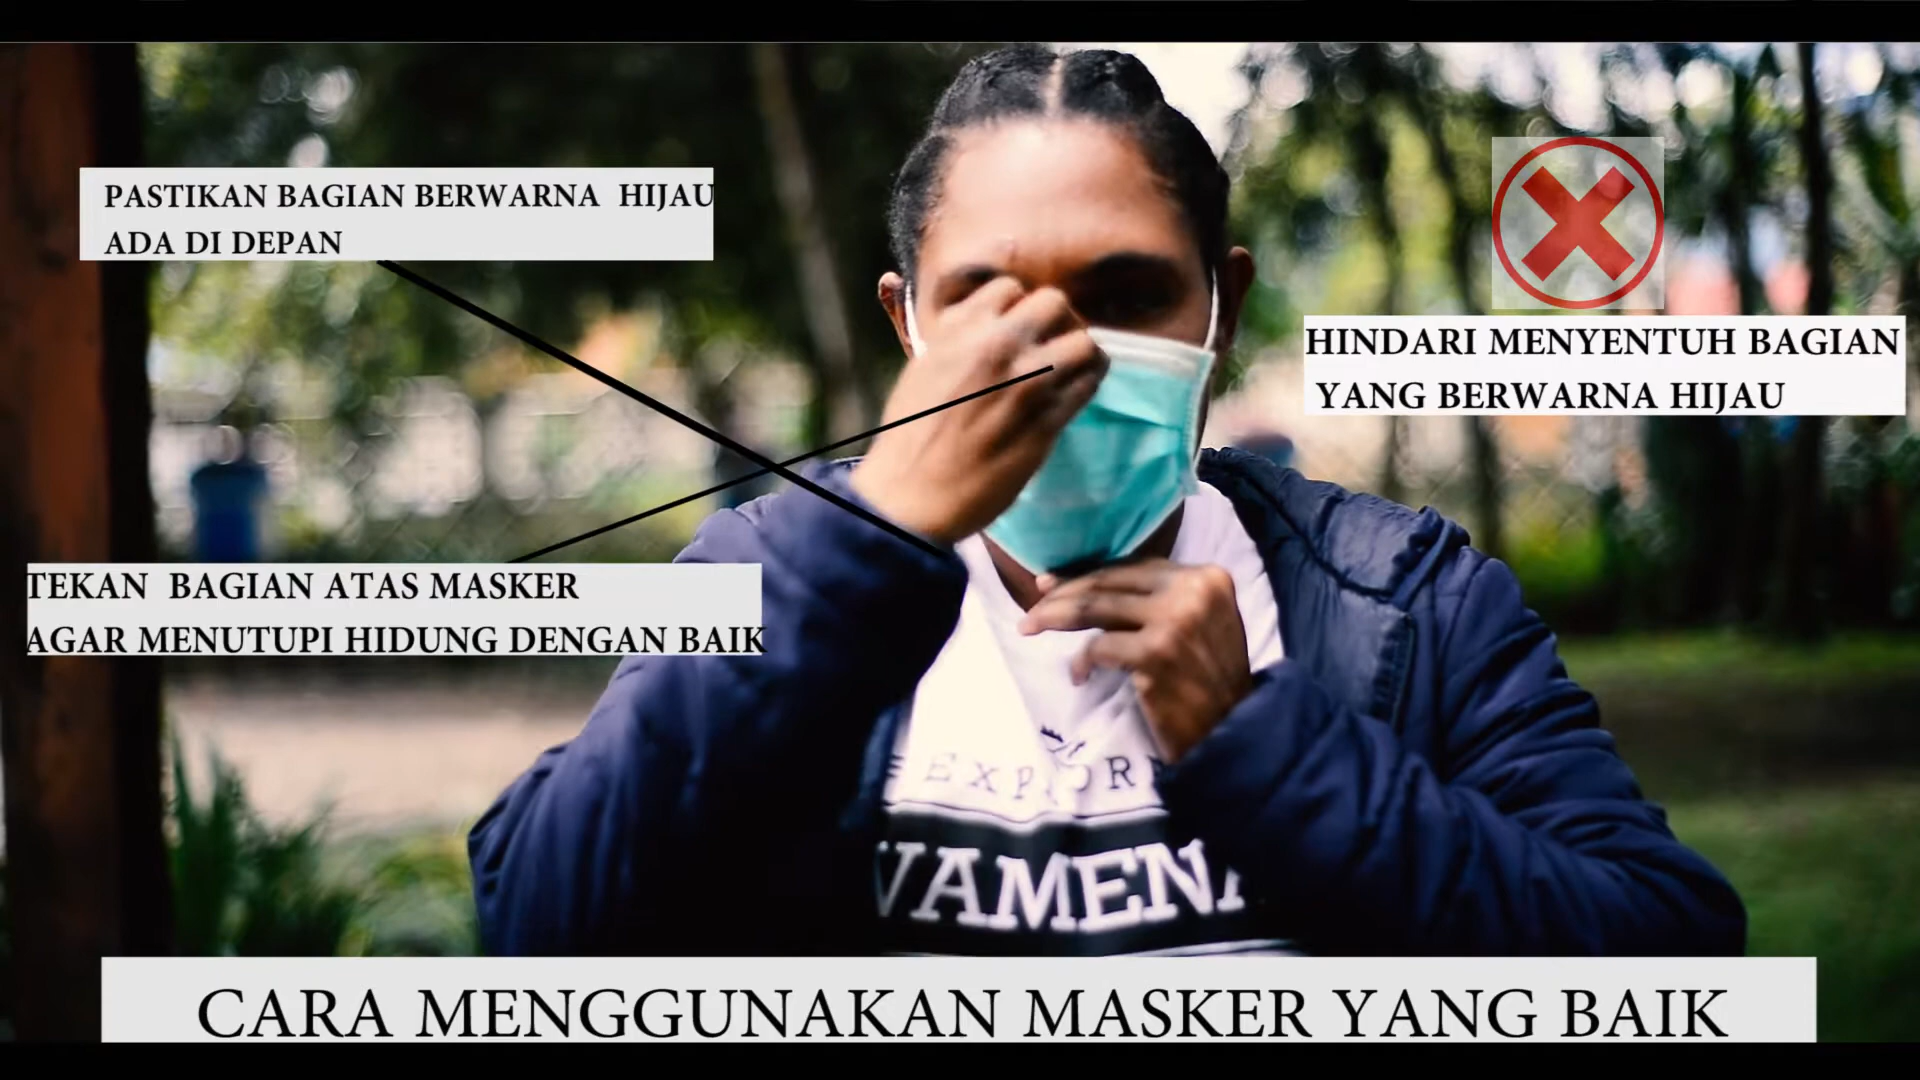 PASTIKAN BAGIAN BERWARNA HIJAU
ADA DI DEPAN
HINDARI MENYENTUH BAGIAN
YANG BERWARNA HIJAU
TEKAN BAGIAN ATAS MASKER
AGAR MENUTUPI HIDUNG DENGAN BAIK
CARA MENGGUNAKAN MASKER YANG BAIK